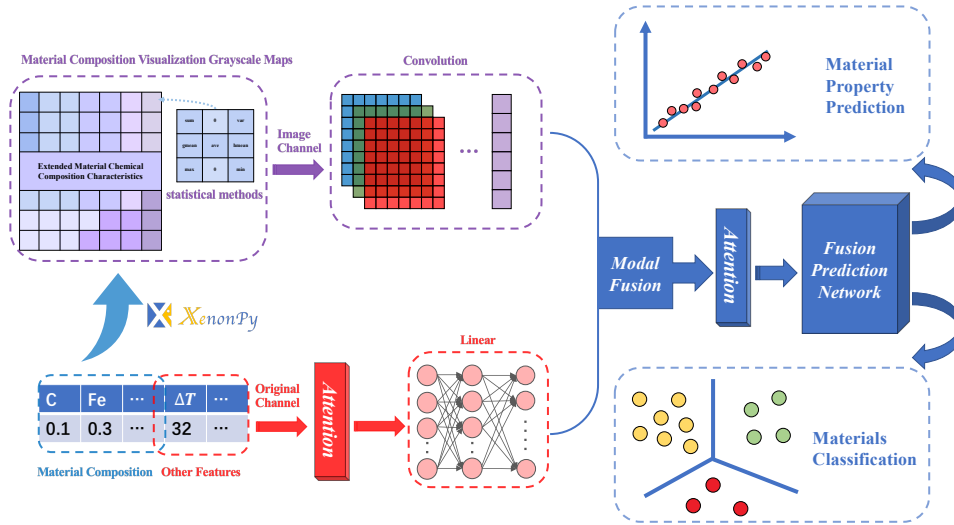 Material Composition Visualization Grayscale Maps
Extended Material Chemical
Composition Characteristics
sum 0 var
gmean ave hmean
max 0 min
statistical methods
Image
Channel
Convolution
...
XenonPy
C Fe ... ΔT ...
0.1 0.3 ... 32 ...
Material Composition
Other Features
Original
Channel
Attention
Linear
Modal
Fusion
Attention
Fusion
Prediction
Network
Material
Property
Prediction
Materials
Classification